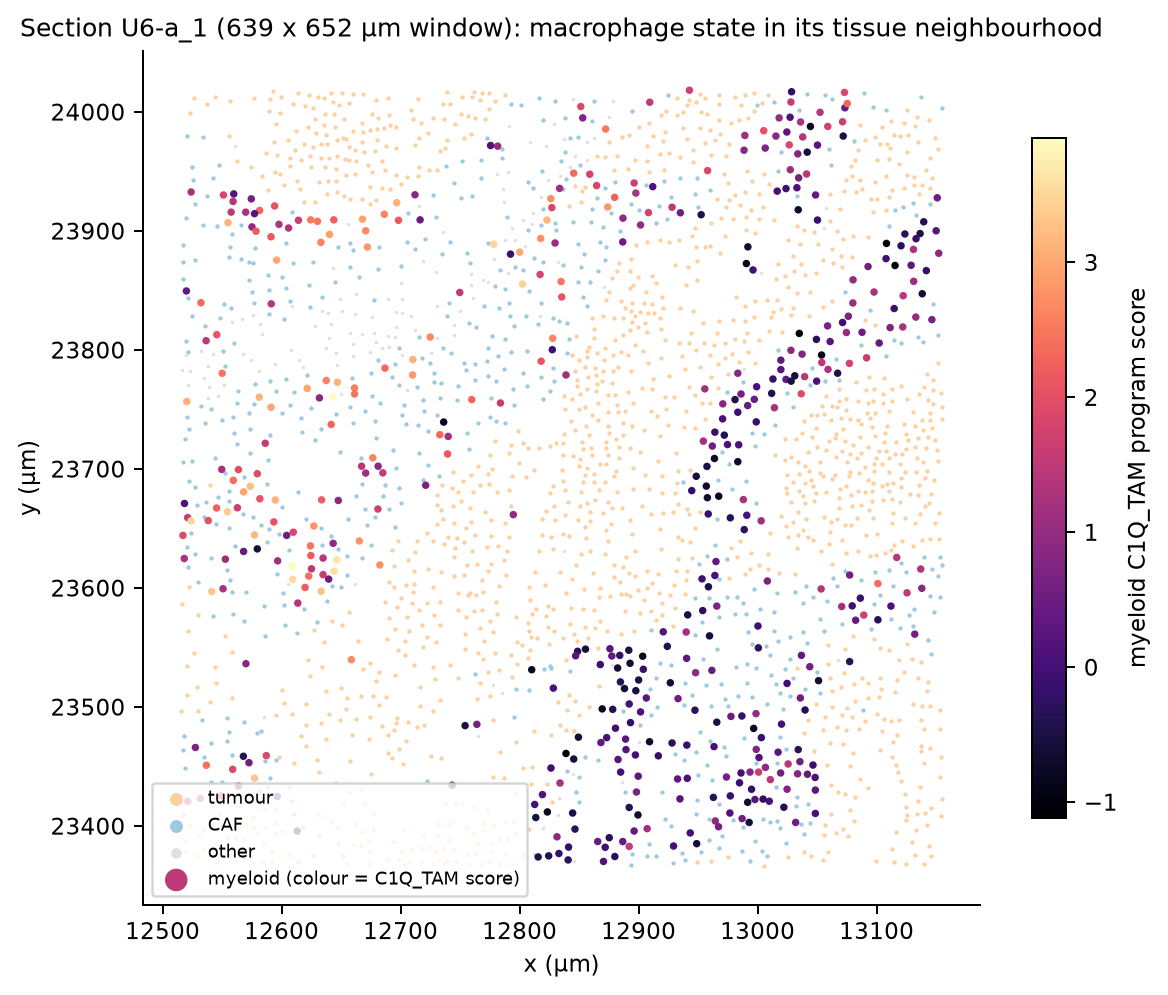 Section U6-a_1 (639 x 652 µm window): macrophage state in its tissue neighbourhood
24000
23900
23800
23700
23600
23500
23400
y (µm)
12500 12600 12700 12800 12900 13000 13100
x (µm)
tumour
CAF
other
myeloid (colour = C1Q_TAM score)
3
2
1
0
−1
myeloid C1Q_TAM program score